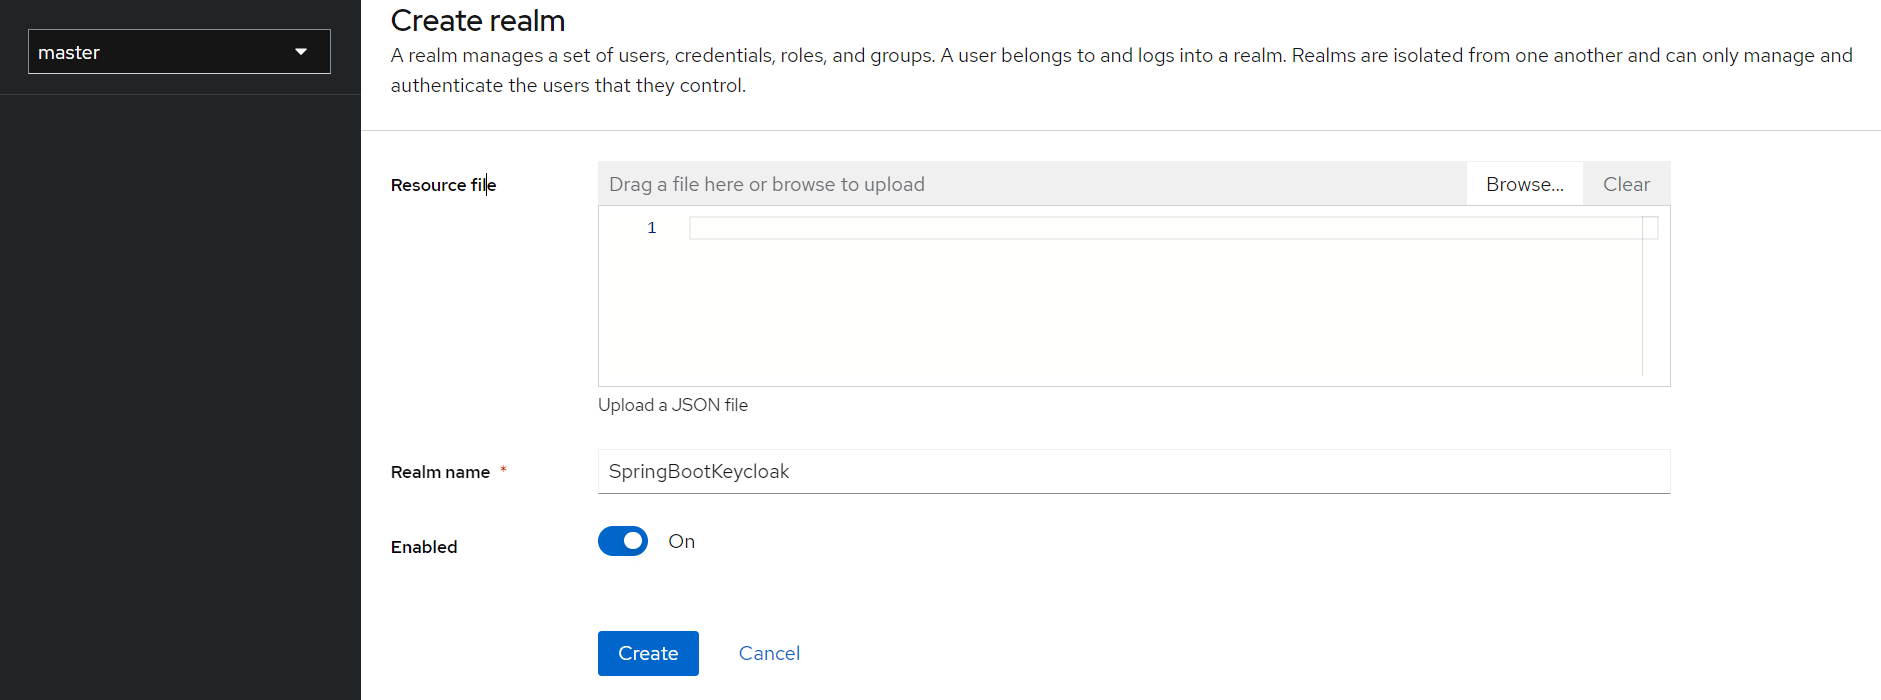 master
Create realm
A realm manages a set of users, credentials, roles, and groups. A user belongs to and logs into a realm. Realms are isolated from one another and can only manage and
authenticate the users that they control.
Resource file
Drag a file here or browse to upload
Browse...
Clear
1
Upload a JSON file
Realm name *
SpringBootKeycloak
Enabled
On
Create
Cancel